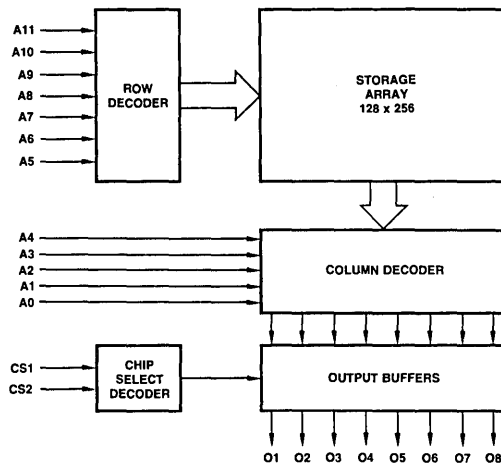 A11
A10
A9
A8
A7
A6
A5
ROW
DECODER
STORAGE
ARRAY
128 x 256
A4
A3
A2
A1
A0
COLUMN DECODER
CS1
CS2
CHIP
SELECT
DECODER
OUTPUT BUFFERS
O1 O2 O3 O4 O5 O6 O7 O8